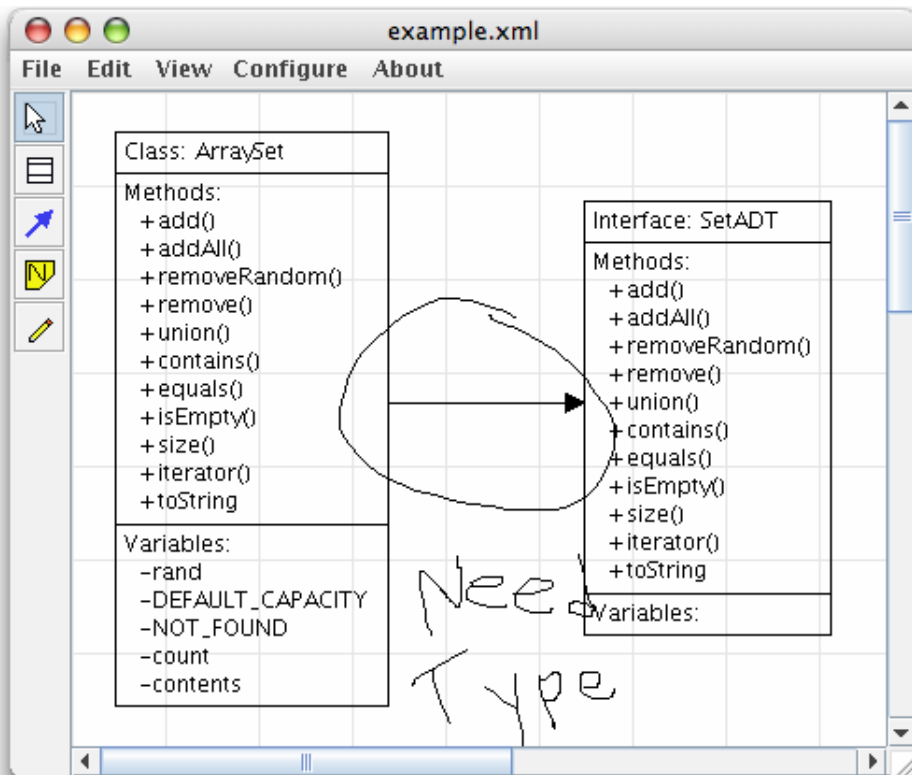 example.xml
File Edit View Configure About
Class: ArraySet
Methods:
+add()
+addAll()
+removeRandom()
+remove()
+union()
+contains()
+equals()
+isEmpty()
+size()
+iterator()
+toString
Variables:
-rand
-DEFAULT_CAPACITY
-NOT_FOUND
-count
-contents
Interface: SetADT
Methods:
+add()
+addAll()
+removeRandom()
+remove()
+union()
+contains()
+equals()
+isEmpty()
+size()
+iterator()
+toString
Variables:
Need
Type